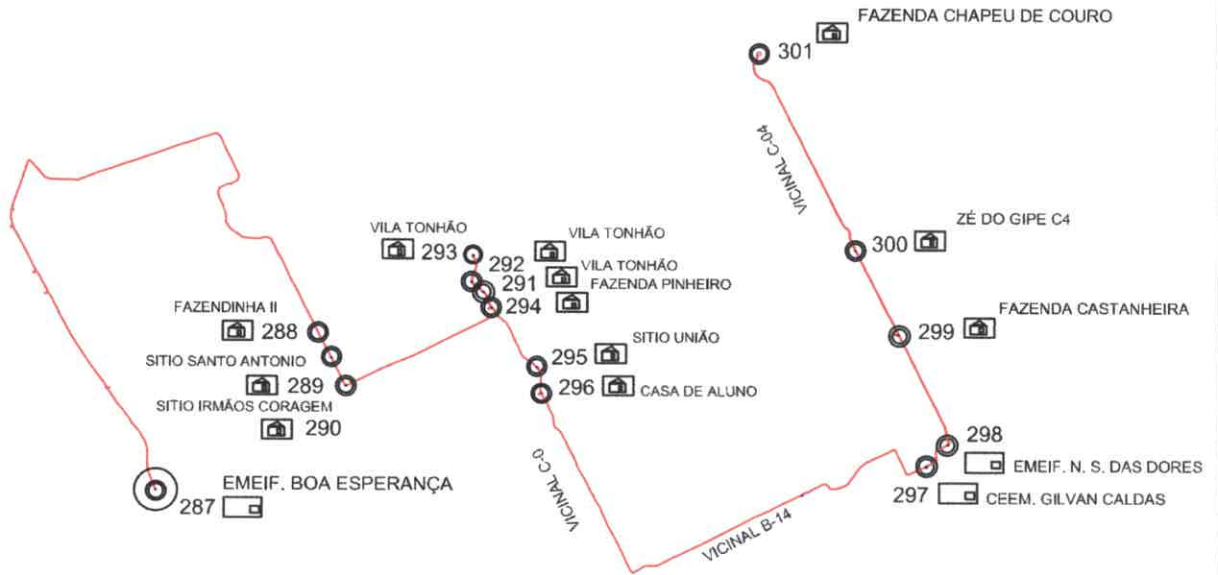 FAZENDA CHAPEU DE COURO
301
VICINAL C-04
ZÉ DO GIPE C4
300
VILA TONHÃO
293
VILA TONHÃO
292
VILA TONHÃO
291
FAZENDA PINHEIRO
294
FAZENDINHA II
288
FAZENDA CASTANHEIRA
299
SITIO UNIÃO
295
SITIO SANTO ANTONIO
289
296
CASA DE ALUNO
SITIO IRMÃOS CORAGEM
290
298
EMEIF. N. S. DAS DORES
297
CEEM. GILVAN CALDAS
EMEIF. BOA ESPERANÇA
287
VICINAL C-0
VICINAL B-14